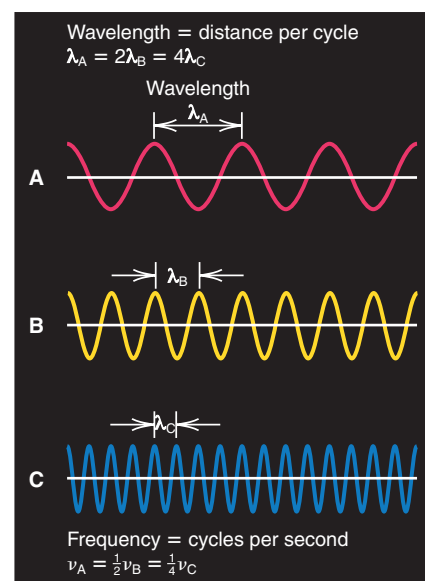 Wavelength = distance per cycle
λA = 2λB = 4λC
Wavelength
λA
A
λB
B
λC
C
Frequency = cycles per second
νA = ½νB = ¼νC